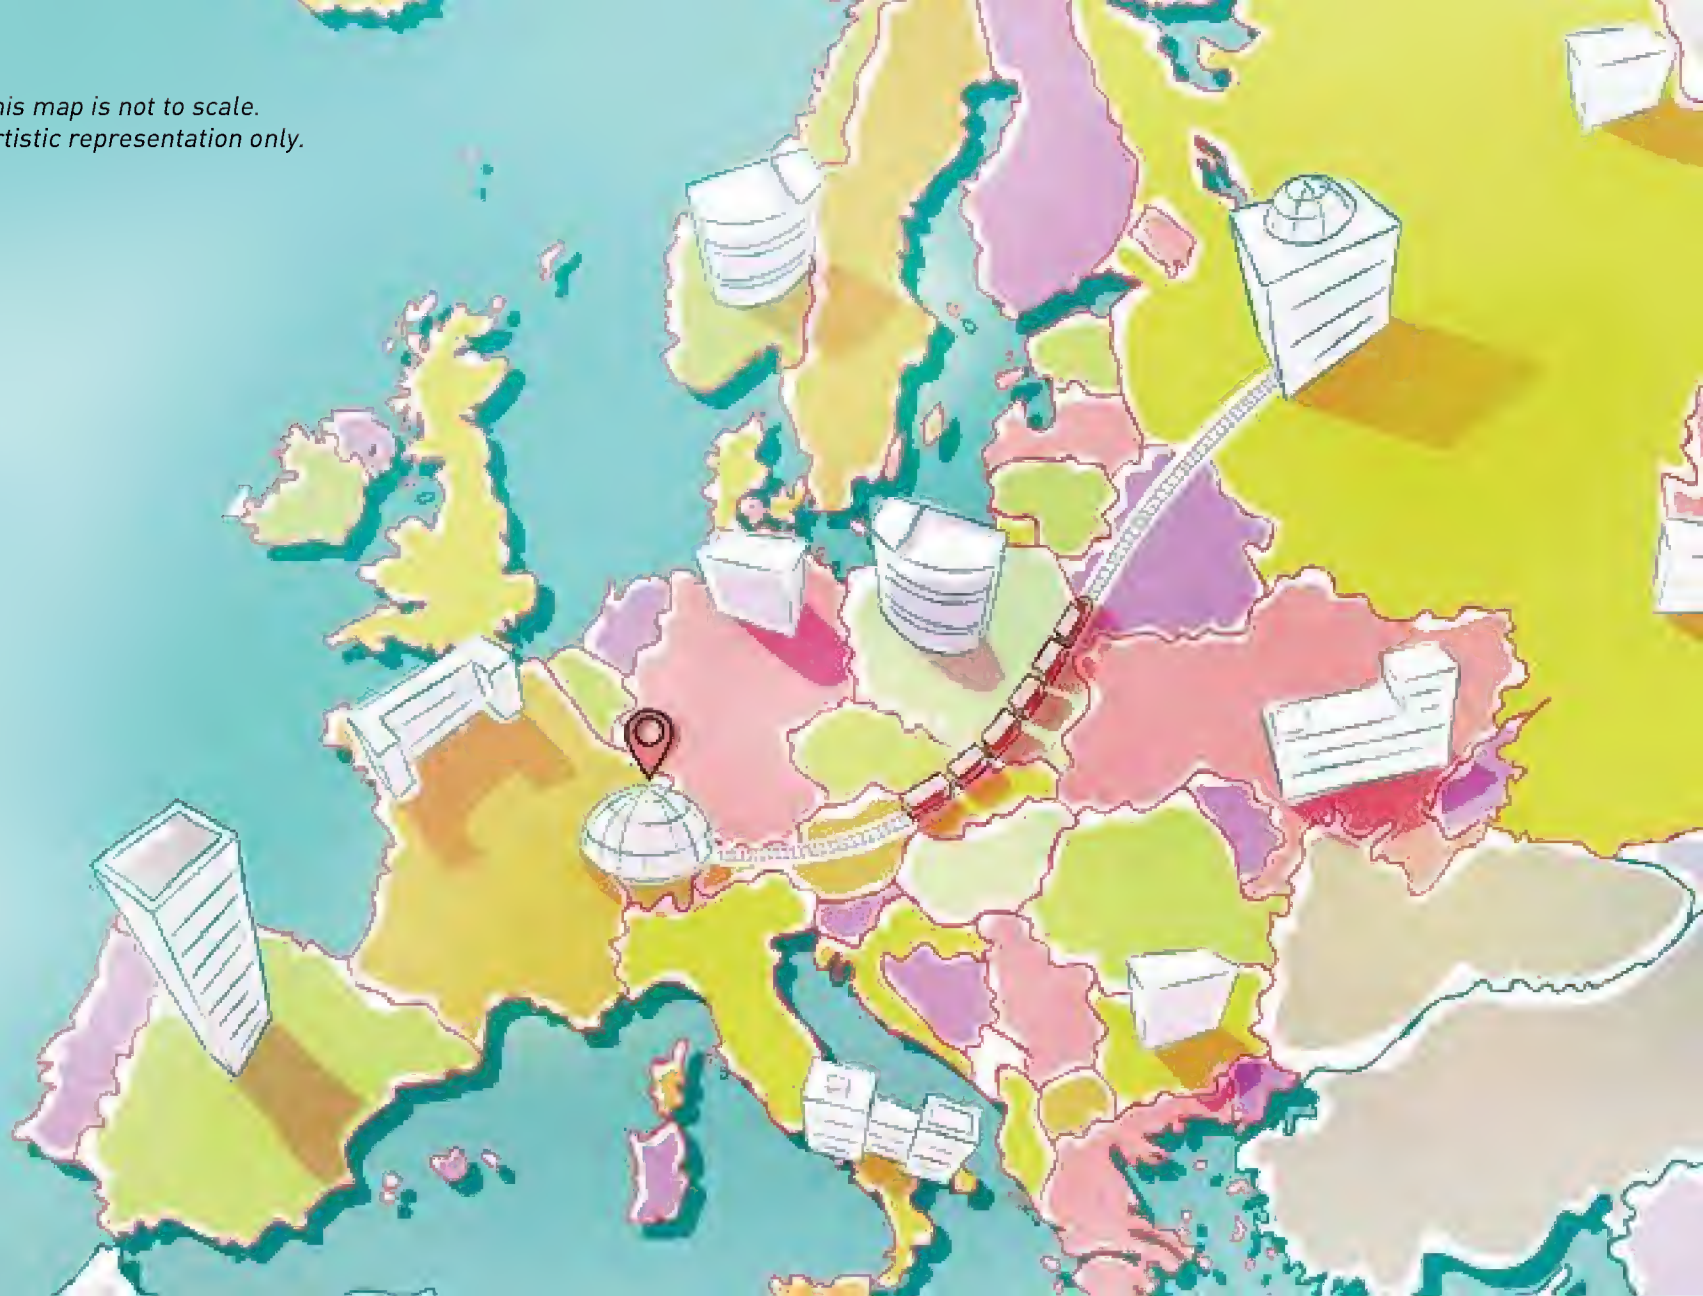 his map is not to scale.
rtistic representation only.